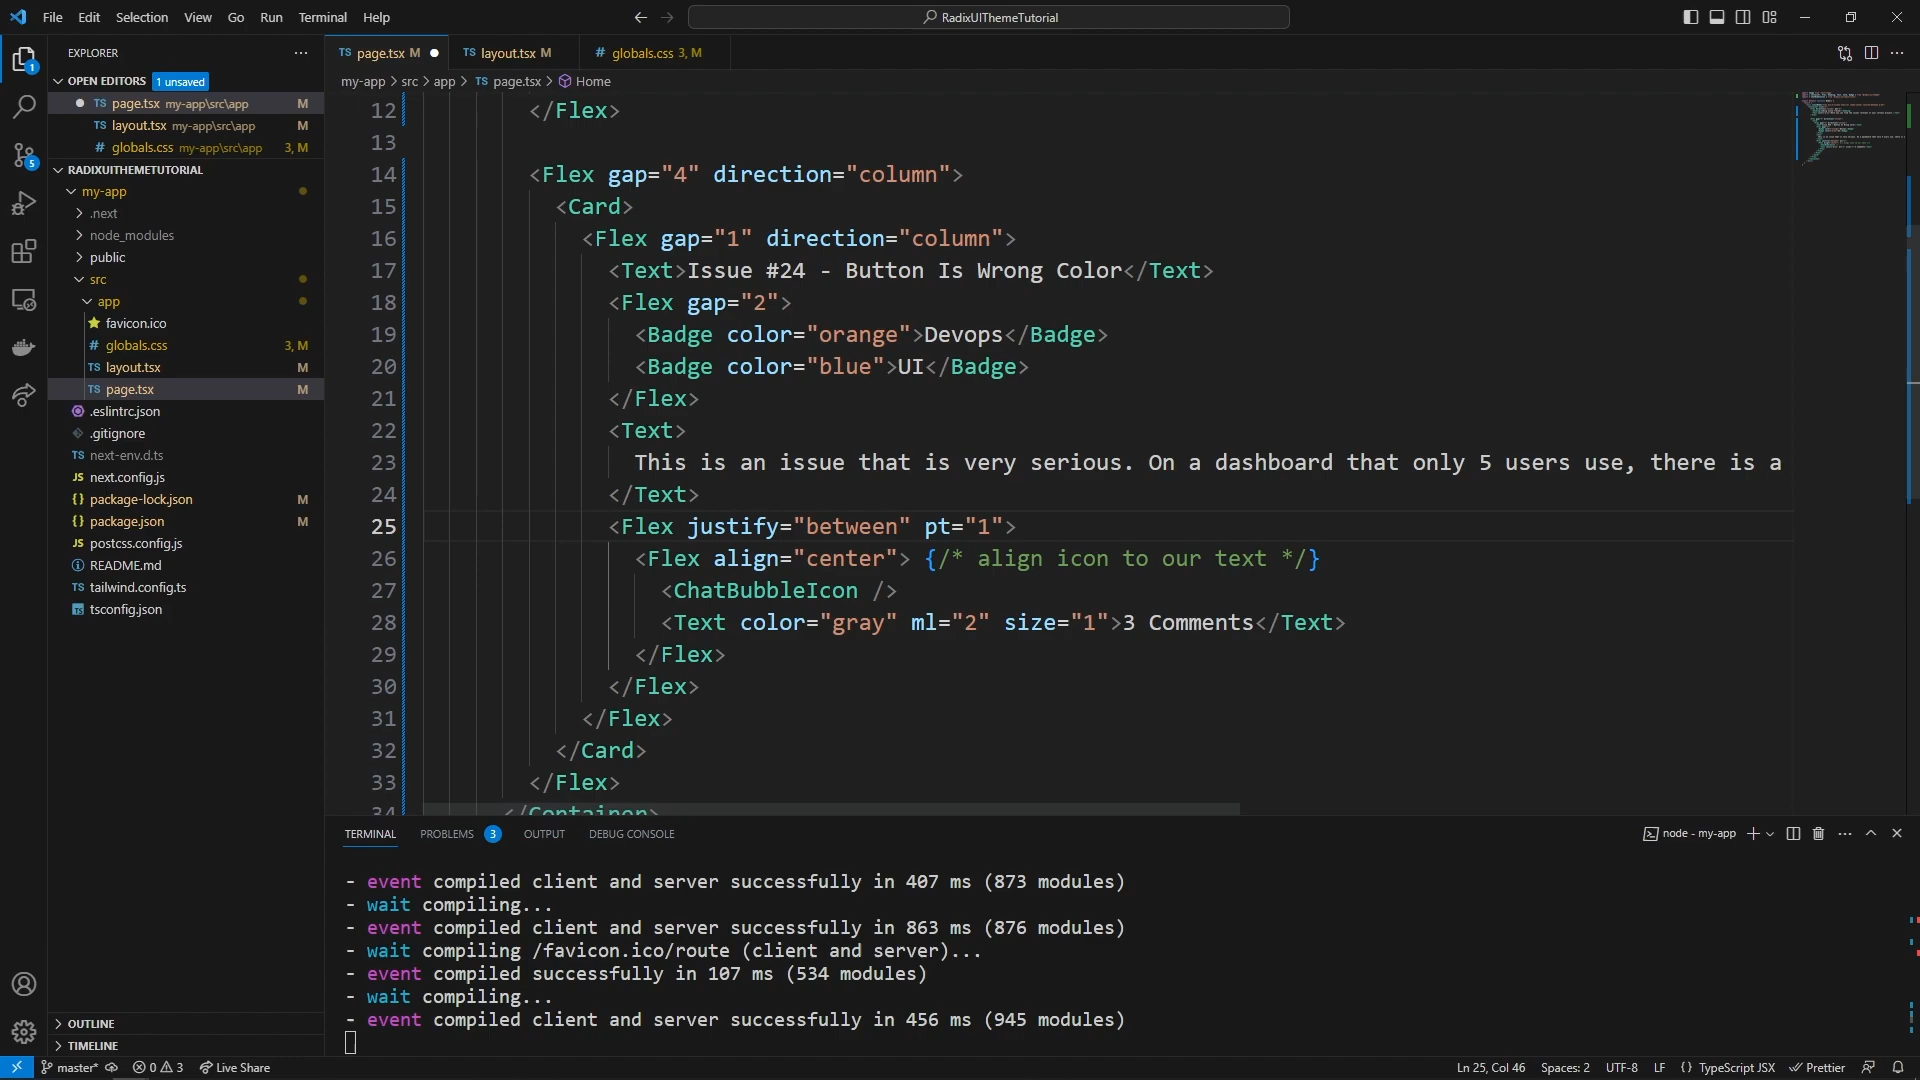 File Edit Selection View Go Run Terminal Help
RadixUIThemeTutorial
EXPLORER
OPEN EDITORS 1 unsaved
TS page.tsx my-app\src\app M
TS layout.tsx my-app\src\app M
# globals.css my-app\src\app 3, M
RADIXUITHEMETUTORIAL
my-app
.next
node_modules
public
src
app
favicon.ico
# globals.css 3, M
TS layout.tsx M
TS page.tsx M
.eslintrc.json
.gitignore
TS next-env.d.ts
JS next.config.js
{} package-lock.json M
{} package.json M
JS postcss.config.js
README.md
TS tailwind.config.ts
tsconfig.json
OUTLINE
TIMELINE
1
5
TS page.tsx M
TS layout.tsx M
# globals.css 3, M
my-app > src > app > TS page.tsx > Home
12 </Flex>
13
14 <Flex gap="4" direction="column">
15 <Card>
16 <Flex gap="1" direction="column">
17 <Text>Issue #24 - Button Is Wrong Color</Text>
18 <Flex gap="2">
19 <Badge color="orange">Devops</Badge>
20 <Badge color="blue">UI</Badge>
21 </Flex>
22 <Text>
23 This is an issue that is very serious. On a dashboard that only 5 users use, there is a
24 </Text>
25 <Flex justify="between" pt="1">
26 <Flex align="center"> {/* align icon to our text */}
27 <ChatBubbleIcon />
28 <Text color="gray" ml="2" size="1">3 Comments</Text>
29 </Flex>
30 </Flex>
31 </Flex>
32 </Card>
33 </Flex>
34 </Container>
TERMINAL PROBLEMS 3 OUTPUT DEBUG CONSOLE
node - my-app
- event compiled client and server successfully in 407 ms (873 modules)
- wait compiling...
- event compiled client and server successfully in 863 ms (876 modules)
- wait compiling /favicon.ico/route (client and server)...
- event compiled successfully in 107 ms (534 modules)
- wait compiling...
- event compiled client and server successfully in 456 ms (945 modules)
master* 0 3 Live Share
Ln 25, Col 46 Spaces: 2 UTF-8 LF {} TypeScript JSX Prettier